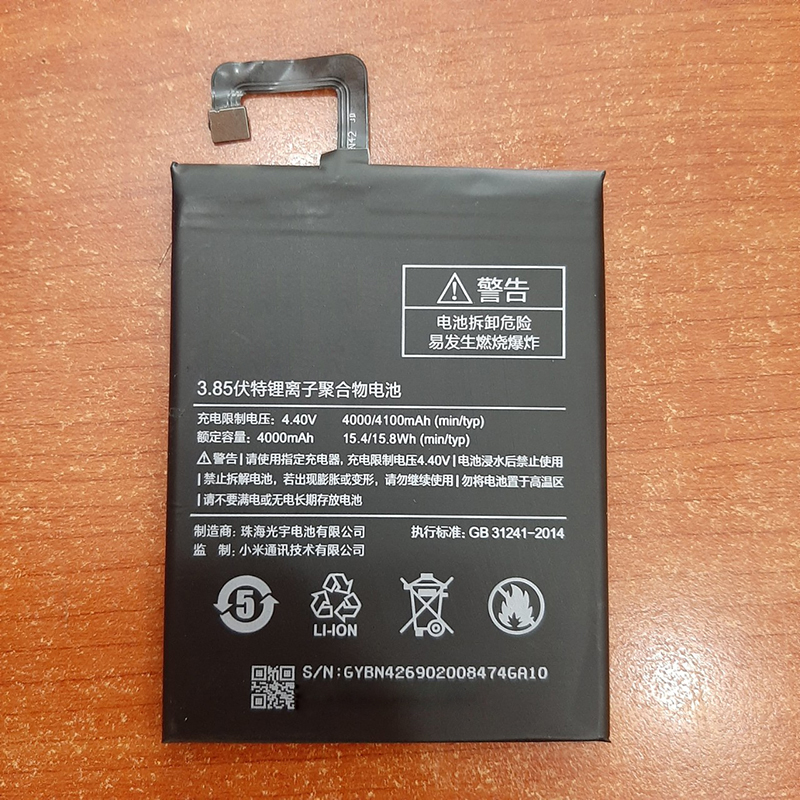 N42 JD
警告
电池拆卸危险
易发生燃烧爆炸
3.85伏特锂离子聚合物电池
充电限制电压: 4.40V 4000/4100mAh (min/typ)
额定容量: 4000mAh 15.4/15.8Wh (min/typ)
警告 | 请使用指定充电器, 充电限制电压4.40V | 电池浸水后禁止使用
| 禁止拆解电池, 若出现膨胀或变形, 请勿继续使用 | 勿将电池置于高温区
| 请不要满电或无电长期存放电池
制造商: 珠海光宇电池有限公司 执行标准: GB 31241-2014
监 制: 小米通讯技术有限公司
5
LI-ION
S/N:GYBN4269020084746A10